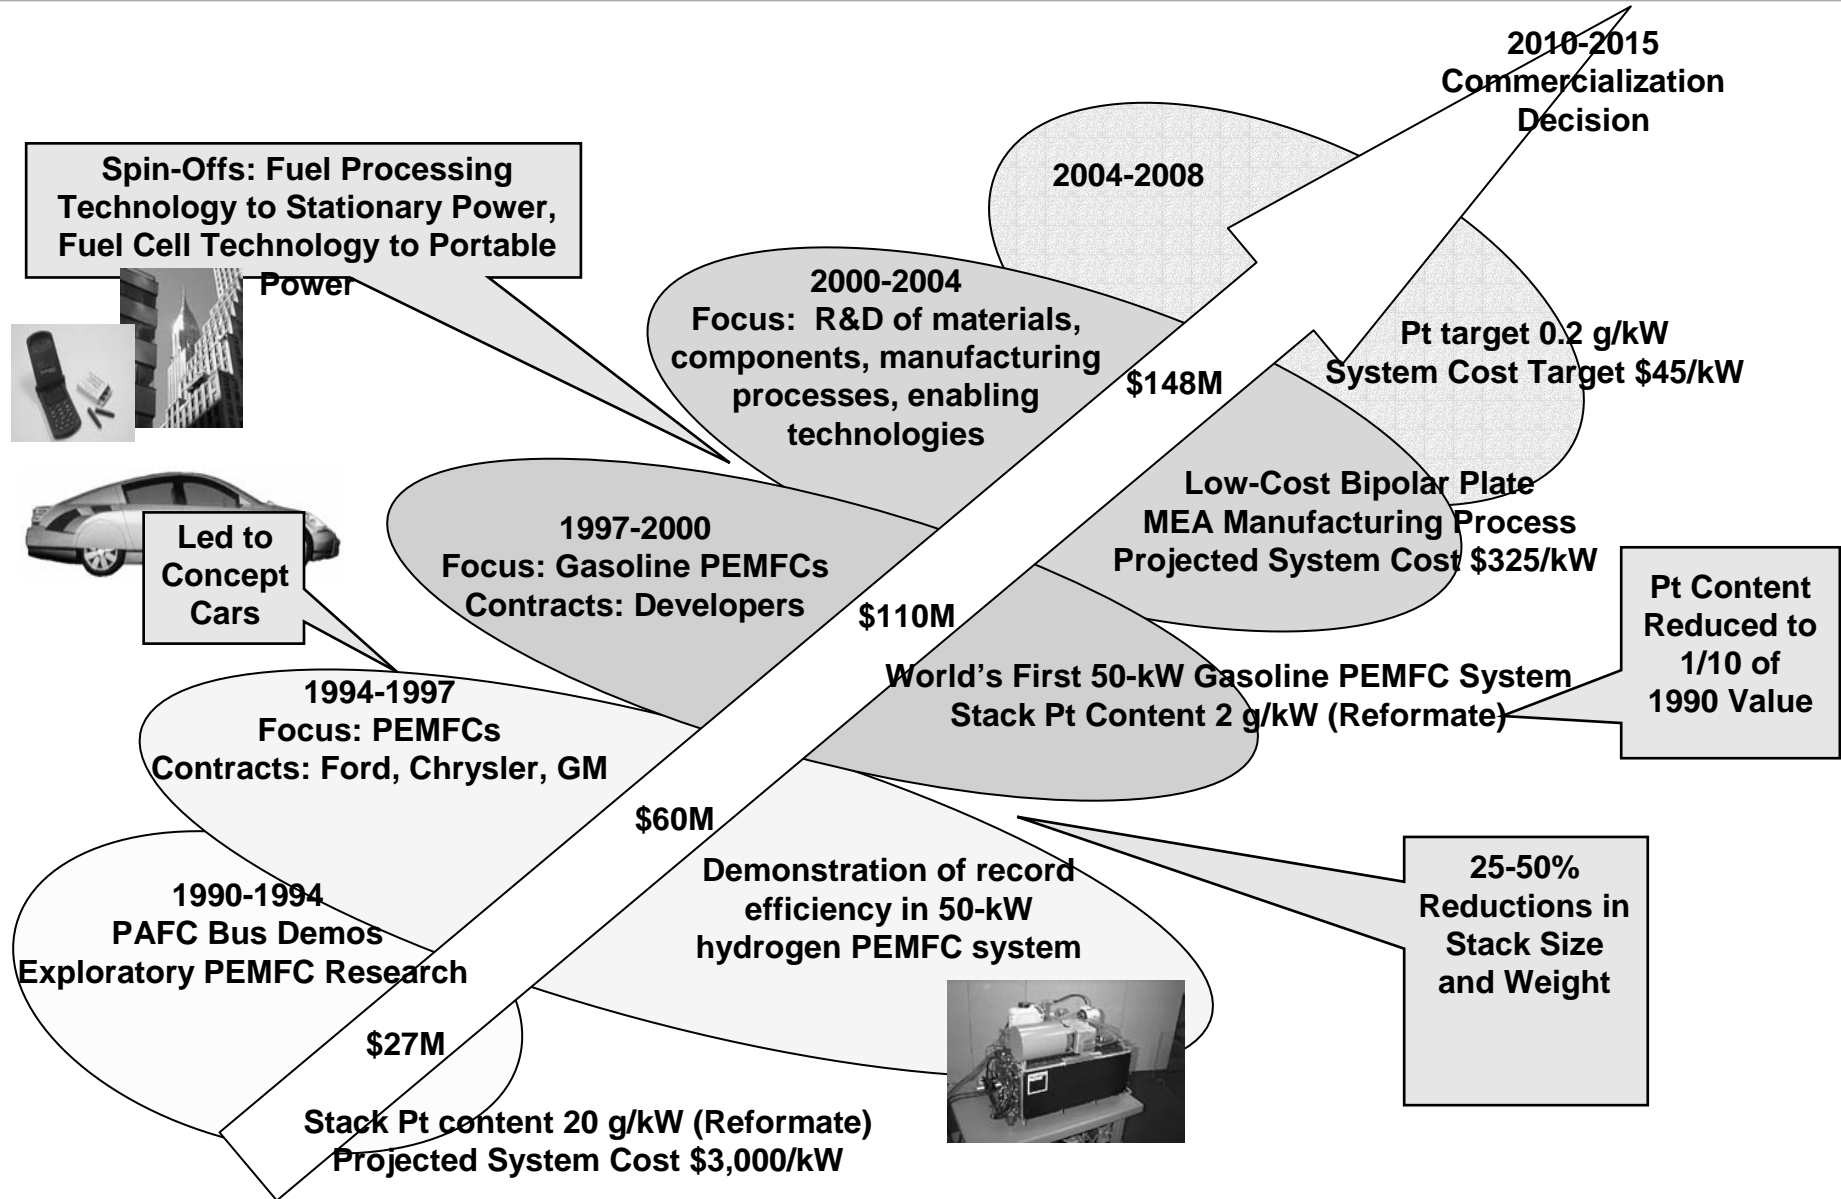 2010-2015
Commercialization
Decision
2004-2008
Spin-Offs: Fuel Processing
Technology to Stationary Power,
Fuel Cell Technology to Portable
Power
2000-2004
Focus:  R&D of materials,
components, manufacturing
processes, enabling
technologies
$148M
Pt target 0.2 g/kW
System Cost Target $45/kW
Low-Cost Bipolar Plate
MEA Manufacturing Process
Projected System Cost $325/kW
Led to
Concept
Cars
1997-2000
Focus: Gasoline PEMFCs
Contracts: Developers
$110M
Pt Content
Reduced to
1/10 of
1990 Value
World's First 50-kW Gasoline PEMFC System
Stack Pt Content 2 g/kW (Reformate)
1994-1997
Focus: PEMFCs
Contracts: Ford, Chrysler, GM
$60M
Demonstration of record
efficiency in 50-kW
hydrogen PEMFC system
25-50%
Reductions in
Stack Size
and Weight
1990-1994
PAFC Bus Demos
Exploratory PEMFC Research
$27M
Stack Pt content 20 g/kW (Reformate)
Projected System Cost $3,000/kW